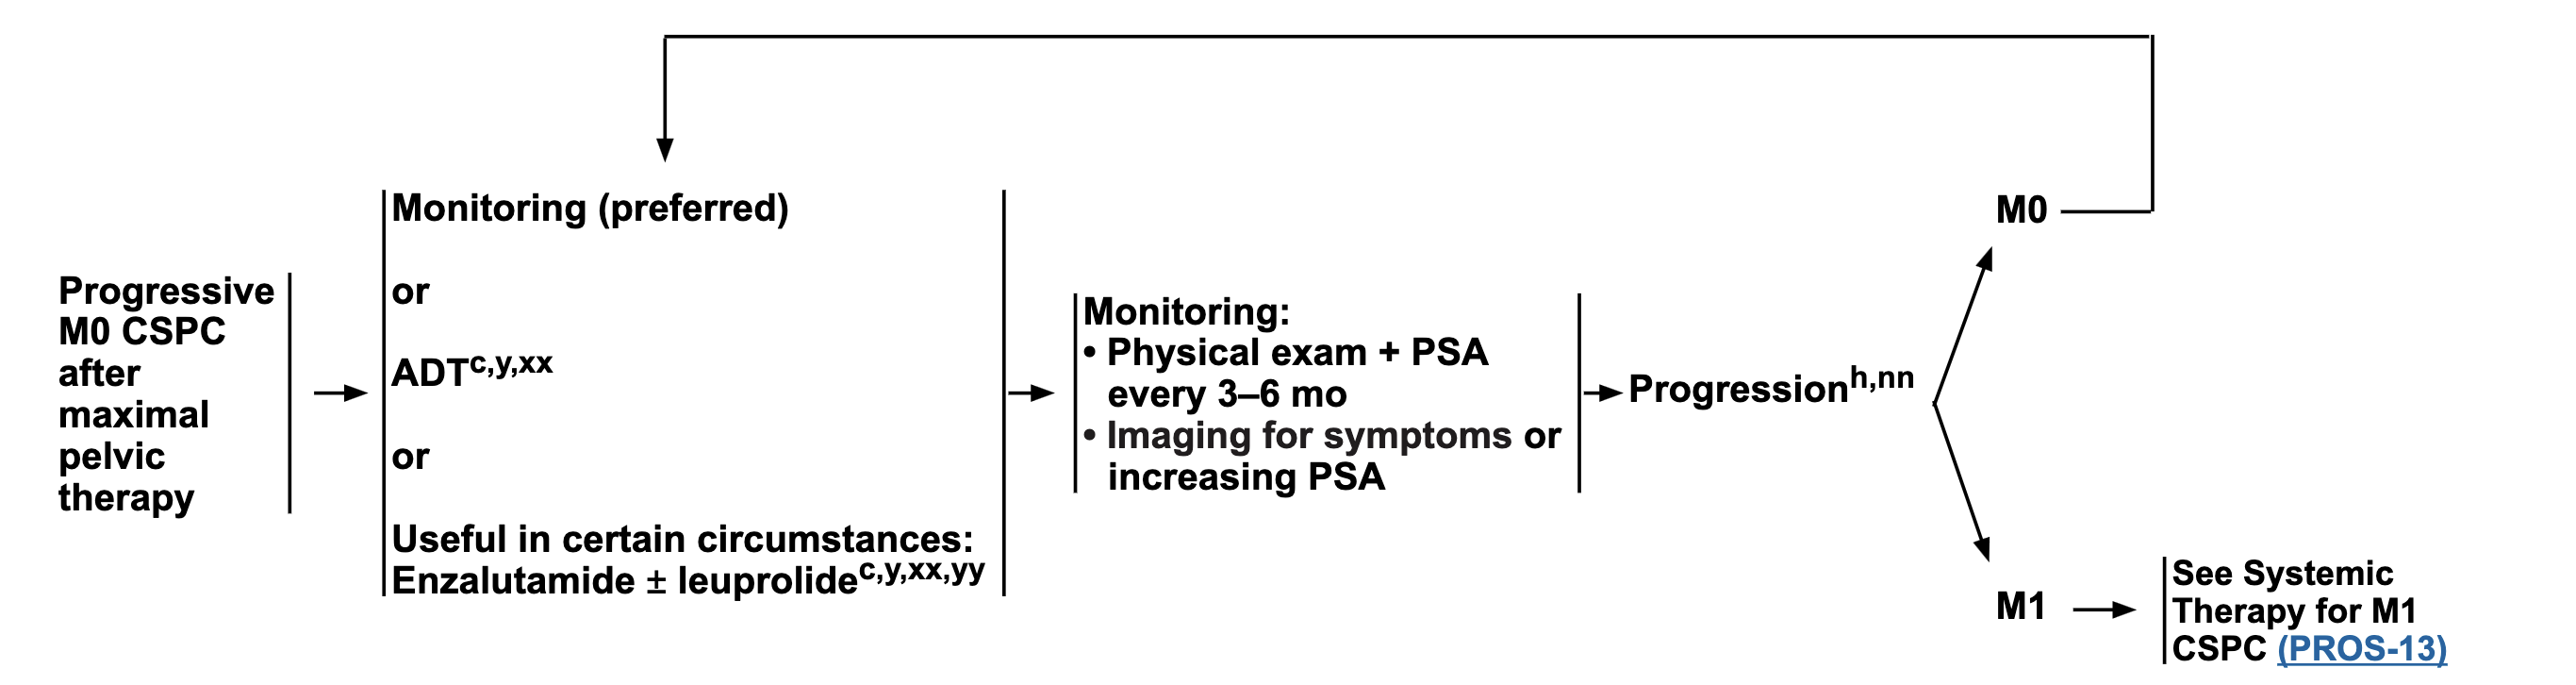 Progressive
M0 CSPC
after
maximal
pelvic
therapy
Monitoring (preferred)
or
ADTc,y,xx
or
Useful in certain circumstances:
Enzalutamide ± leuprolidec,y,xx,yy
Monitoring:
• Physical exam + PSA
every 3–6 mo
• Imaging for symptoms or
increasing PSA
Progressionh,nn
M0
M1
See Systemic
Therapy for M1
CSPC (PROS-13)